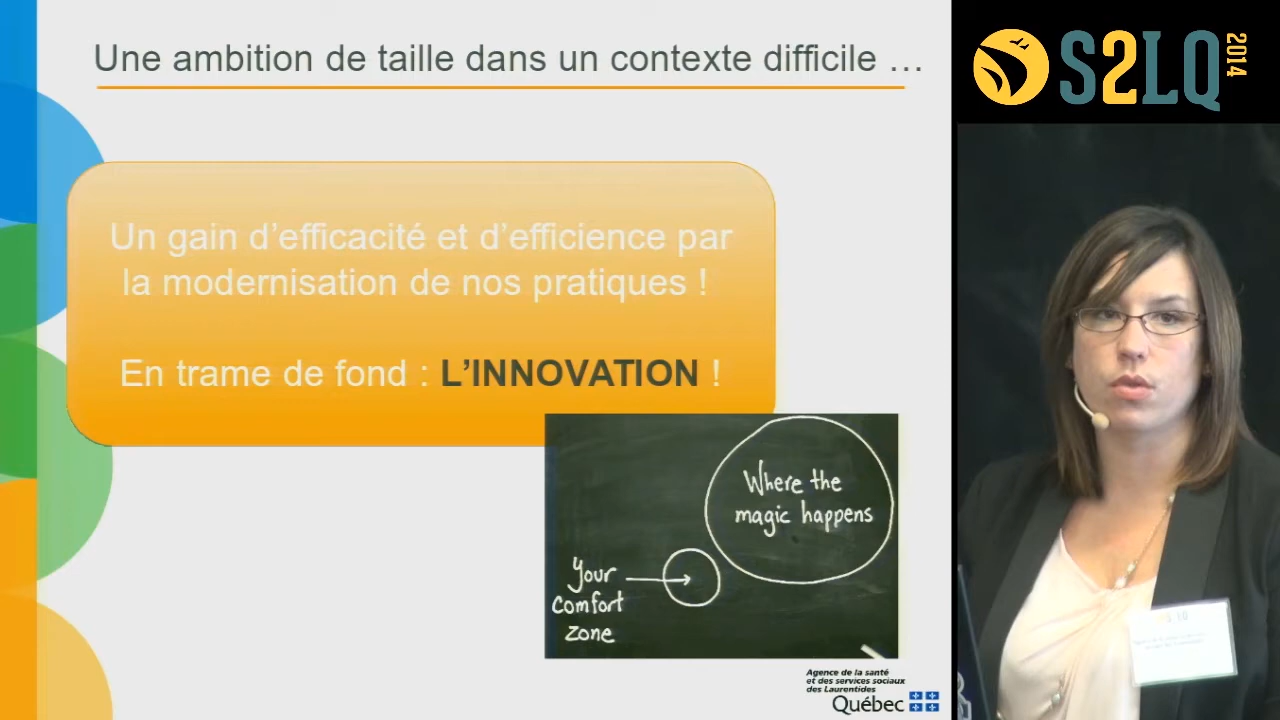 Une ambition de taille dans un contexte difficile …
Un gain d’efficacité et d’efficience par
la modernisation de nos pratiques !
En trame de fond : L’INNOVATION !
Where the
magic happens
Your
comfort
zone
Agence de la santé
et des services sociaux
des Laurentides
Québec
S2LQ
2014
S LQ